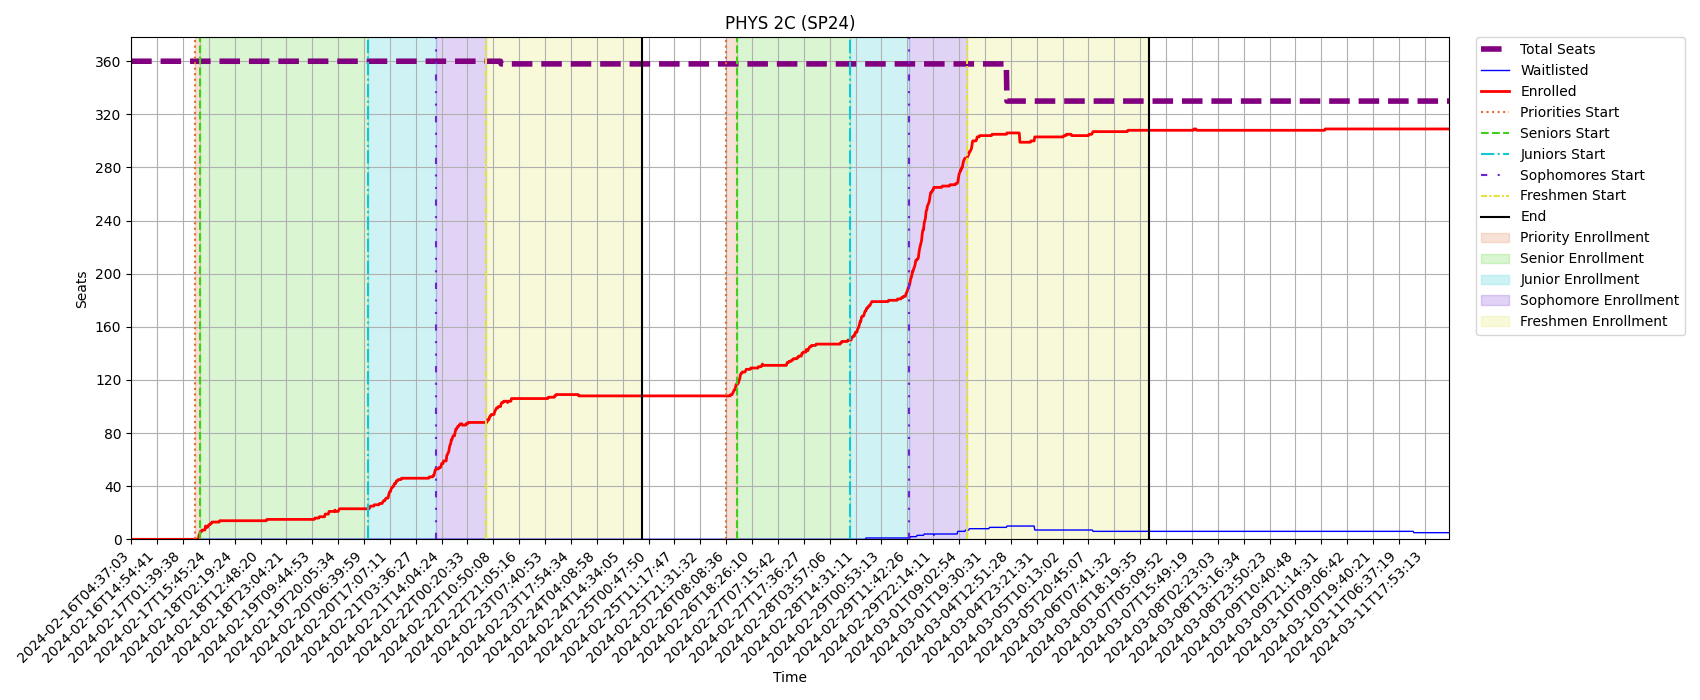 PHYS 2C (SP24)
Seats
360
320
280
240
200
160
120
80
40
0
2024-02-16T04:37:03
2024-02-16T14:54:41
2024-02-17T01:39:38
2024-02-17T15:45:24
2024-02-18T02:19:24
2024-02-18T12:48:20
2024-02-18T23:04:21
2024-02-19T09:44:53
2024-02-19T20:05:34
2024-02-20T06:39:59
2024-02-20T17:07:11
2024-02-21T03:36:27
2024-02-21T14:04:24
2024-02-22T00:20:33
2024-02-22T10:50:08
2024-02-22T21:05:16
2024-02-23T07:40:53
2024-02-23T17:54:34
2024-02-24T04:08:58
2024-02-24T14:34:05
2024-02-25T00:47:50
2024-02-25T11:17:47
2024-02-25T21:31:32
2024-02-26T08:08:36
2024-02-26T18:26:10
2024-02-27T07:15:42
2024-02-27T17:36:27
2024-02-28T03:57:06
2024-02-28T14:31:11
2024-02-29T00:53:13
2024-02-29T11:42:26
2024-02-29T22:14:11
2024-03-01T09:02:54
2024-03-01T19:30:31
2024-03-04T12:51:28
2024-03-04T23:21:31
2024-03-05T10:13:02
2024-03-05T20:45:07
2024-03-06T07:41:32
2024-03-06T18:19:35
2024-03-07T05:09:52
2024-03-07T15:49:19
2024-03-08T02:23:03
2024-03-08T13:16:34
2024-03-08T23:50:23
2024-03-09T10:40:48
2024-03-09T21:14:31
2024-03-10T09:06:42
2024-03-10T19:40:21
2024-03-11T06:37:19
2024-03-11T17:53:13
Time
Total Seats
Waitlisted
Enrolled
Priorities Start
Seniors Start
Juniors Start
Sophomores Start
Freshmen Start
End
Priority Enrollment
Senior Enrollment
Junior Enrollment
Sophomore Enrollment
Freshmen Enrollment